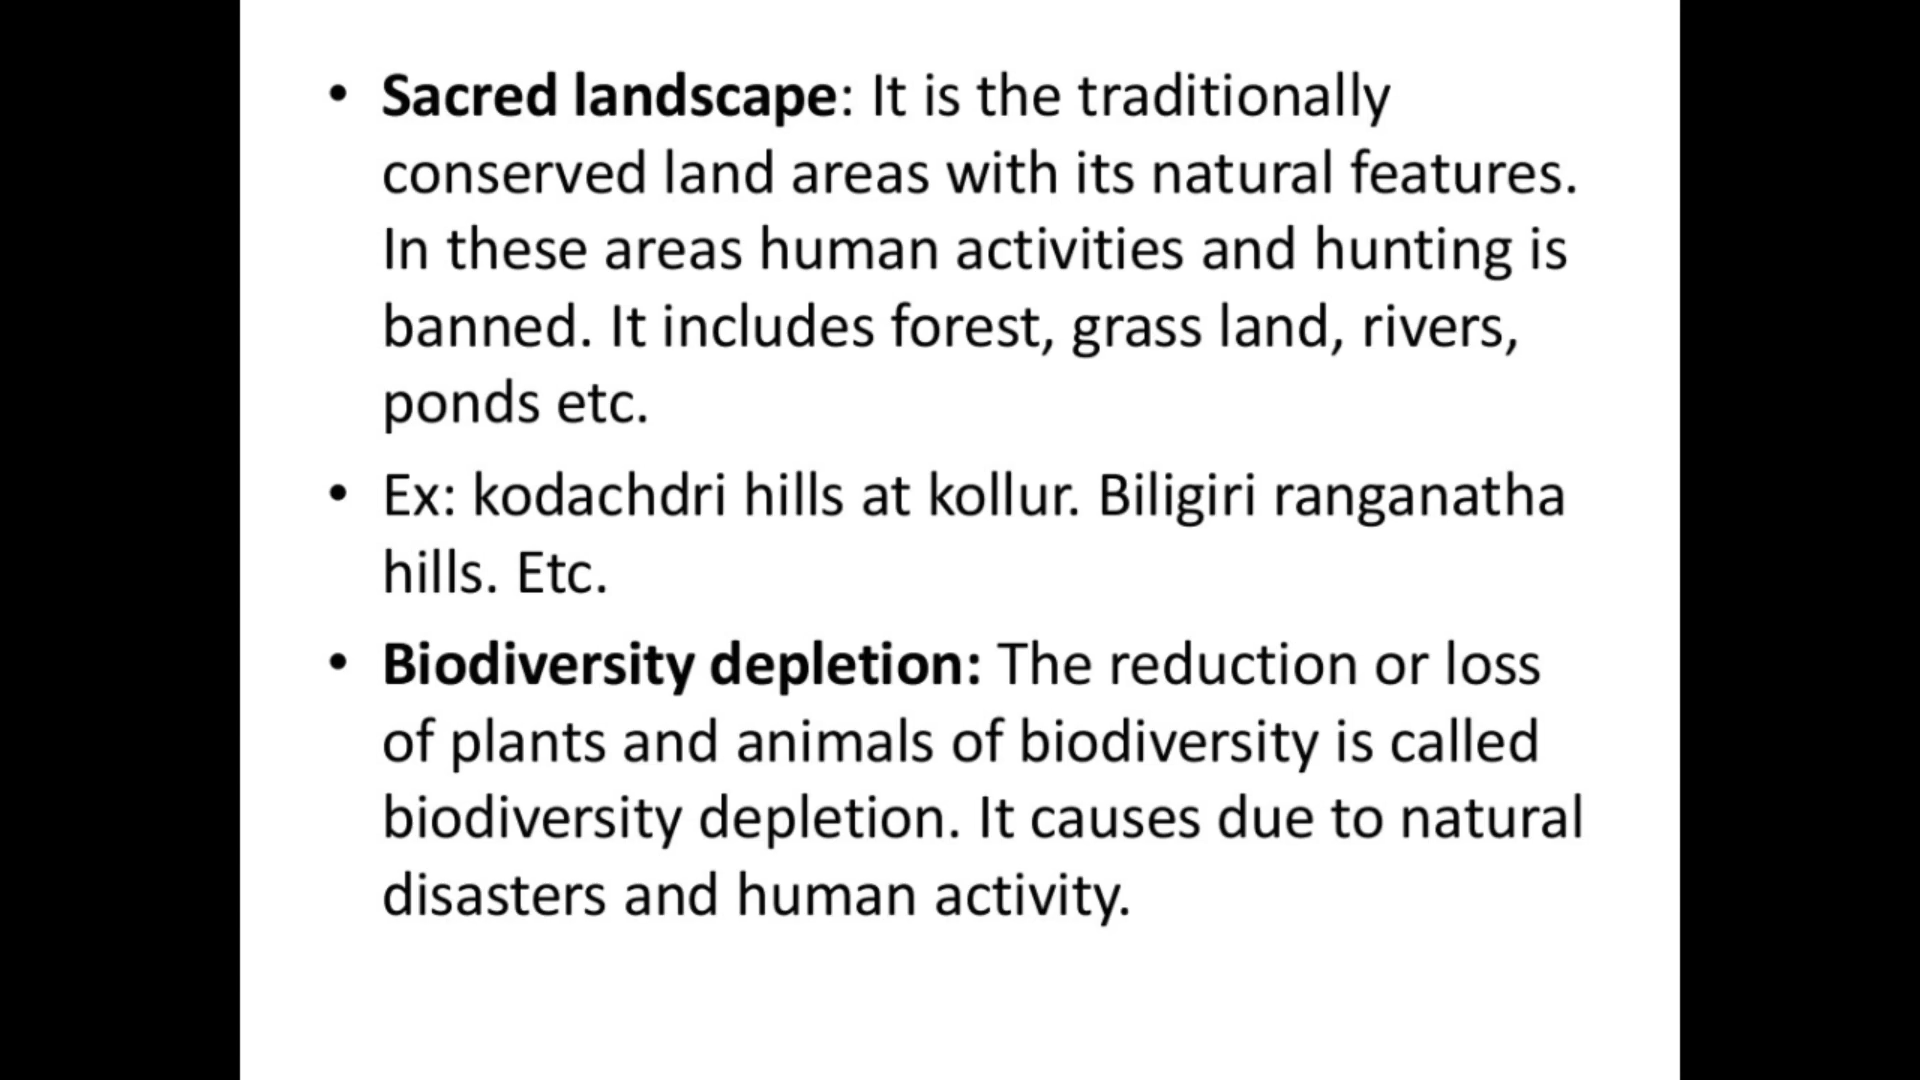 • Sacred landscape: It is the traditionally
conserved land areas with its natural features.
In these areas human activities and hunting is
banned. It includes forest, grass land, rivers,
ponds etc.
• Ex: kodachdri hills at kollur. Biligiri ranganatha
hills. Etc.
• Biodiversity depletion: The reduction or loss
of plants and animals of biodiversity is called
biodiversity depletion. It causes due to natural
disasters and human activity.